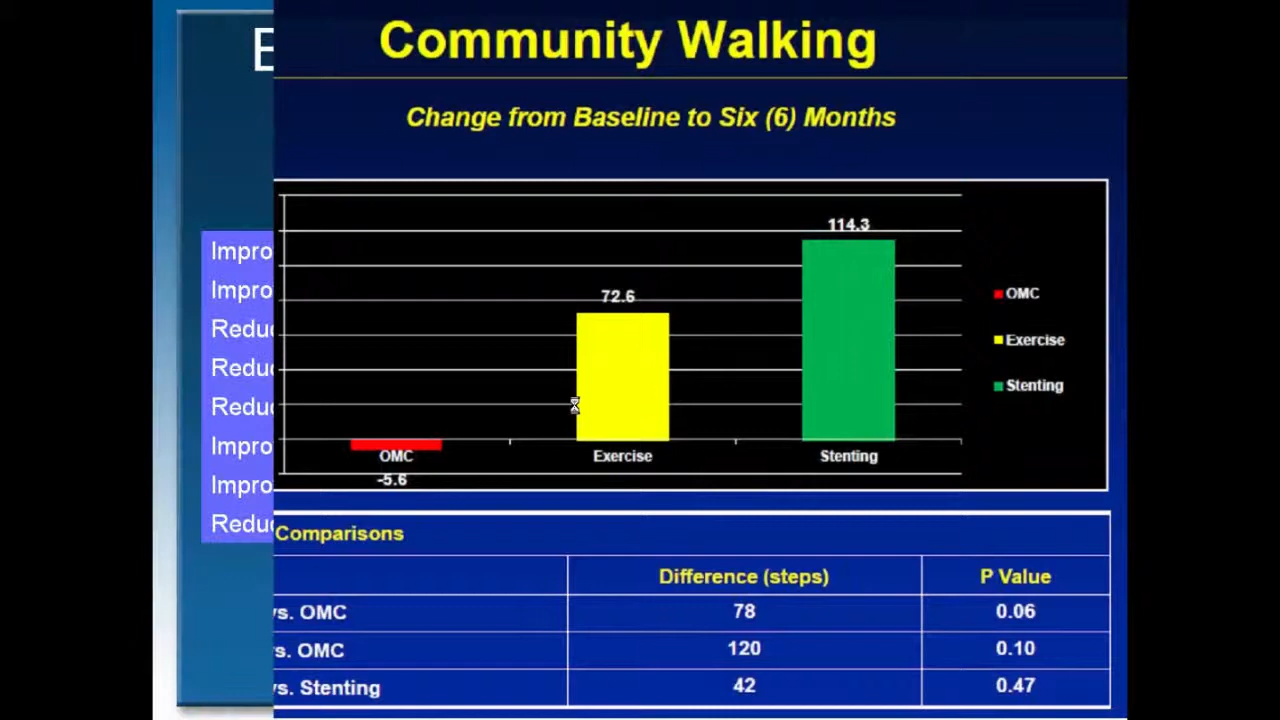 E
Community Walking
Change from Baseline to Six (6) Months
Impro
Impro
Reduc
Reduc
Reduc
Impro
Impro
Reduc
114.3
72.6
OMC
Exercise
Stenting
OMC
Exercise
Stenting
-5.6
Comparisons
Difference (steps)
P Value
vs. OMC
78
0.06
vs. OMC
120
0.10
vs. Stenting
42
0.47